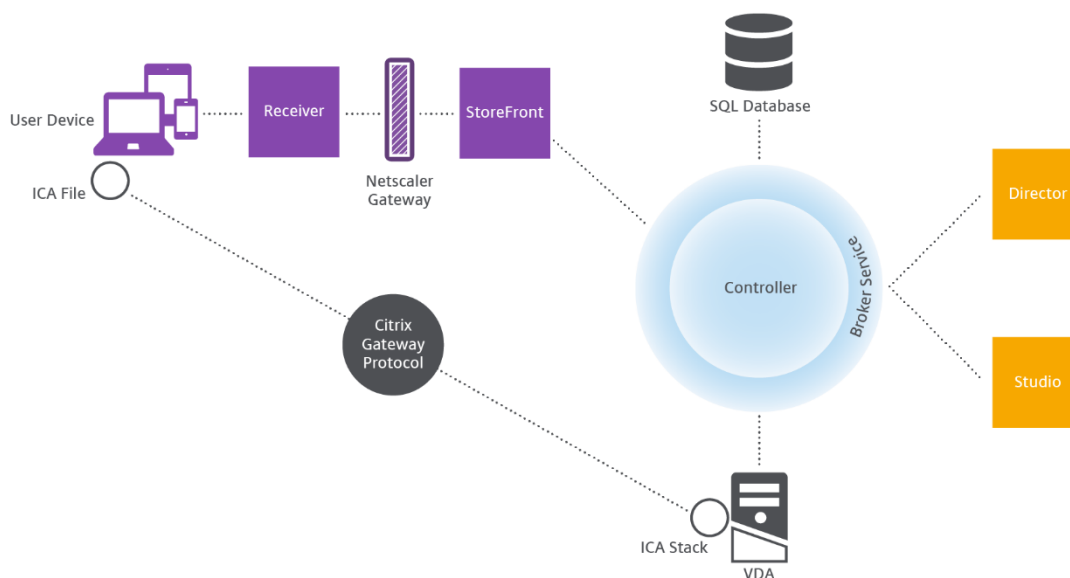 User Device
Receiver
StoreFront
Netscaler
Gateway
ICA File
SQL Database
Director
Controller
Broker Service
Citrix
Gateway
Protocol
Studio
ICA Stack
VDA